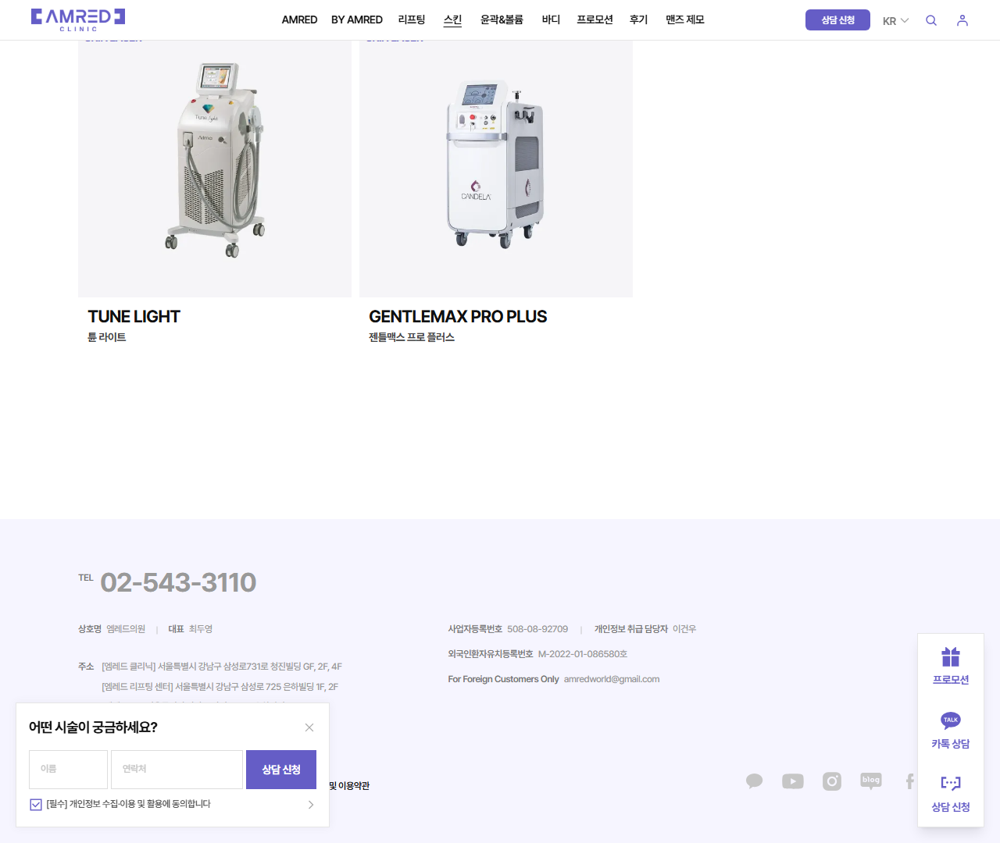 AMRED
CLINIC
AMRED
BY AMRED
리프팅
스킨
윤곽&볼륨
바디
프로모션
후기
맨즈 제모
상담 신청
KR
Tune Light
CANDELA
TUNE LIGHT
튠 라이트
GENTLEMAX PRO PLUS
젠틀맥스 프로 플러스
TEL 02-543-3110
상호명 엠레드의원 | 대표 최두영
사업자등록번호 508-08-92709 | 개인정보 취급 담당자 이건우
외국인환자유치등록번호 M-2022-01-086580호
주소 [엠레드 클리닉] 서울특별시 강남구 삼성로731로 청진빌딩 GF, 2F, 4F
For Foreign Customers Only amredworld@gmail.com
[엠레드 리프팅 센터] 서울특별시 강남구 삼성로 725 은하빌딩 1F, 2F
어떤 시술이 궁금하세요?
이름
연락처
상담 신청
[필수] 개인정보 수집·이용 및 활용에 동의합니다
및 이용약관
blog
프로모션
TALK
카톡 상담
상담 신청